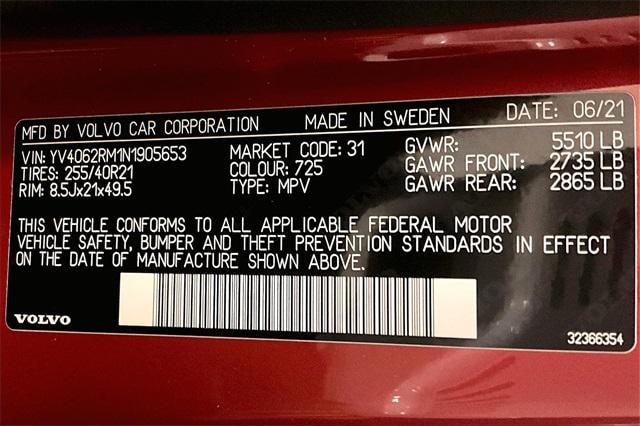 MFD BY VOLVO CAR CORPORATION MADE IN SWEDEN DATE: 06/21
VIN: YV4062RM1N1905653 MARKET CODE: 31 GVWR: 5510 LB
TIRES: 255/40R21 COLOUR: 725 GAWR FRONT: 2735 LB
RIM: 8.5Jx21x49.5 TYPE: MPV GAWR REAR: 2865 LB
THIS VEHICLE CONFORMS TO ALL APPLICABLE FEDERAL MOTOR
VEHICLE SAFETY, BUMPER AND THEFT PREVENTION STANDARDS IN EFFECT
ON THE DATE OF MANUFACTURE SHOWN ABOVE.
VOLVO 32366354